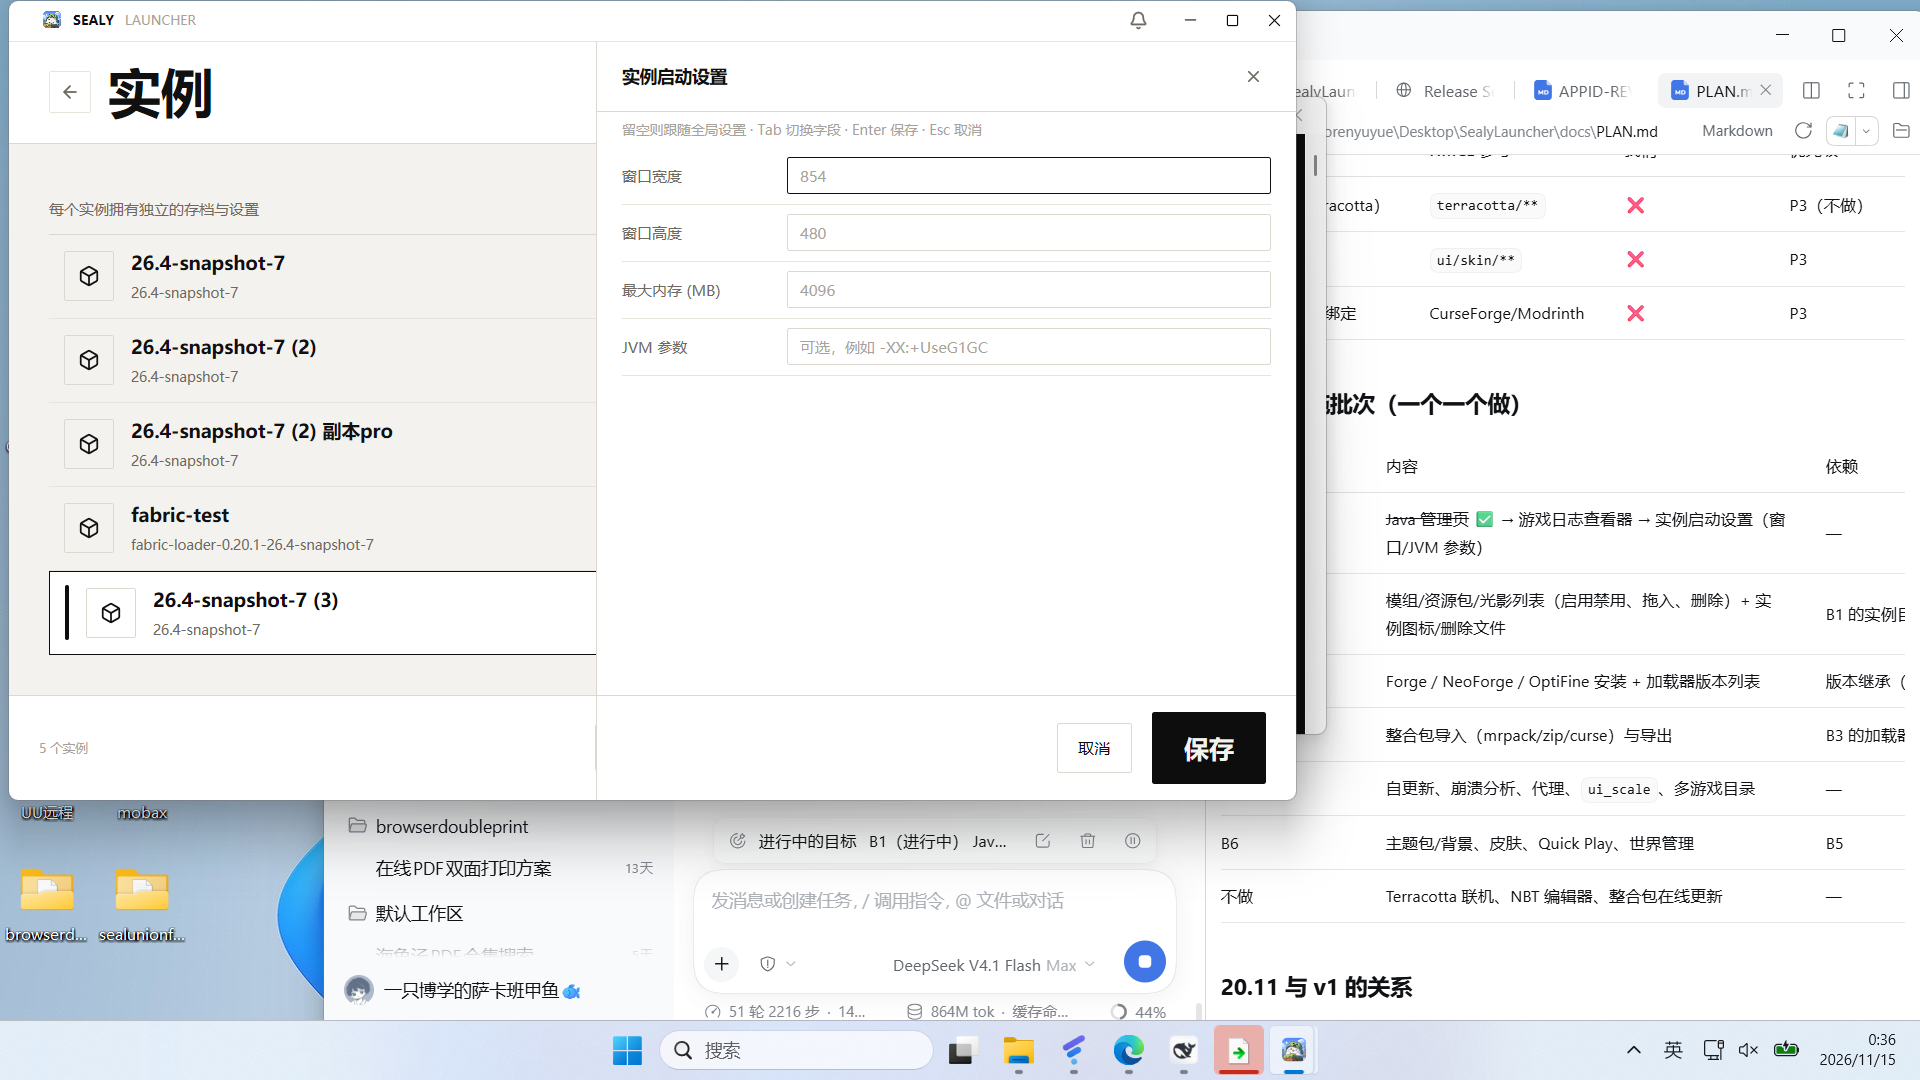 SEALY LAUNCHER
实例
每个实例拥有独立的存档与设置
26.4-snapshot-7
26.4-snapshot-7
26.4-snapshot-7 (2)
26.4-snapshot-7
26.4-snapshot-7 (2) 副本pro
26.4-snapshot-7
fabric-test
fabric-loader-0.20.1-26.4-snapshot-7
26.4-snapshot-7 (3)
26.4-snapshot-7
5 个实例
实例启动设置
留空则跟随全局设置 · Tab 切换字段 · Enter 保存 · Esc 取消
窗口宽度
854
窗口高度
480
最大内存 (MB)
4096
JVM 参数
可选，例如 -XX:+UseG1GC
取消
保存
Release S
APPID-RE
PLAN.m
orenyuyue\Desktop\SealyLauncher\docs\PLAN.md
Markdown
racotta）
terracotta/**
P3（不做）
ui/skin/**
P3
绑定
CurseForge/Modrinth
P3
批次（一个一个做）
内容
依赖
Java 管理页 ✅ → 游戏日志查看器 → 实例启动设置（窗
口/JVM 参数）
—
模组/资源包/光影列表（启用禁用、拖入、删除）+ 实
例图标/删除文件
B1 的实例
Forge / NeoForge / OptiFine 安装 + 加载器版本列表
版本继承（
整合包导入（mrpack/zip/curse）与导出
B3 的加载器
自更新、崩溃分析、代理、 ui_scale 、多游戏目录
—
B6
主题包/背景、皮肤、Quick Play、世界管理
B5
不做
Terracotta 联机、NBT 编辑器、整合包在线更新
—
20.11 与 v1 的关系
UU远程
mobax
browserd...
sealunionf...
browserdoubleprint
在线PDF双面打印方案
13天
默认工作区
一只博学的萨卡班甲鱼
进行中的目标 B1（进行中） Jav...
发消息或创建任务, / 调用指令, @ 文件或对话
DeepSeek V4.1 Flash Max
51 轮 2216 步 · 14...
864M tok · 缓存命...
44%
搜索
英
0:36
2026/11/15